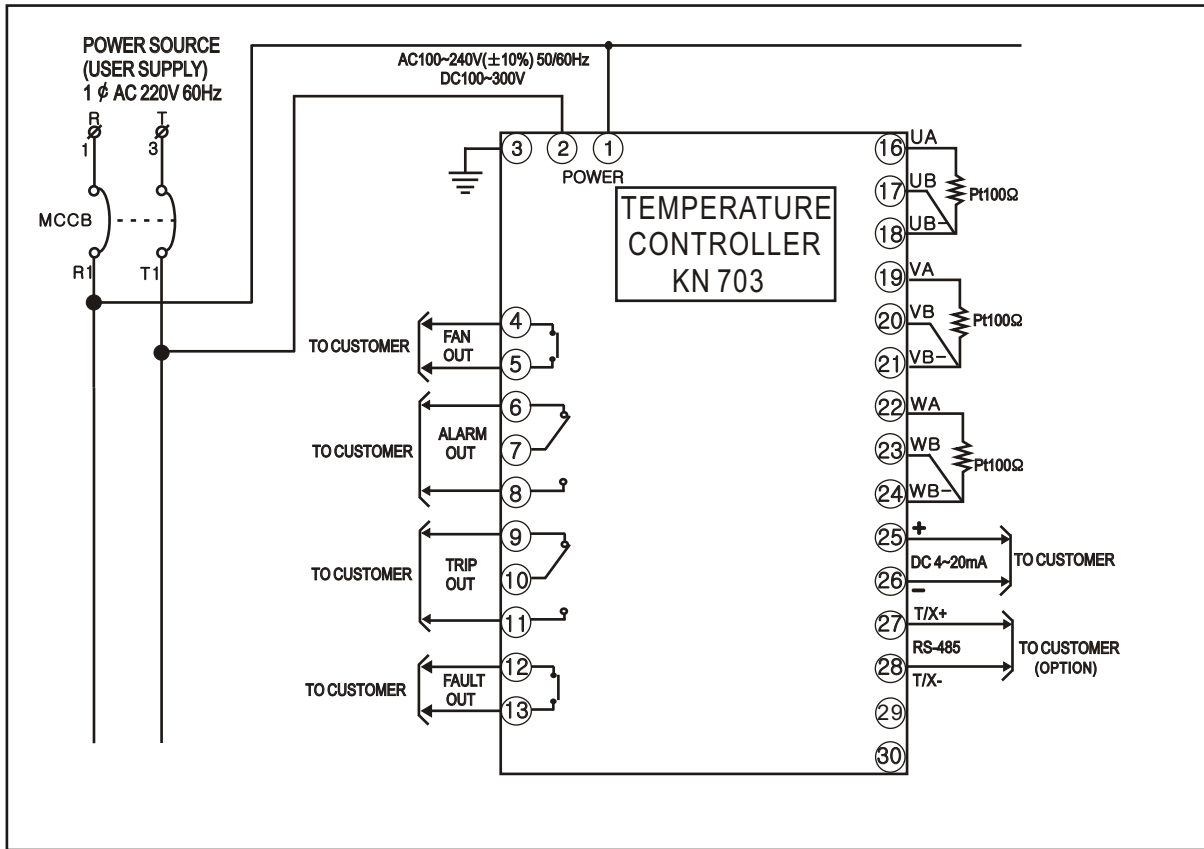 POWER SOURCE
(USER SUPPLY)
1 ¢ AC 220V 60Hz
R
T
1
3
MCCB
R1
T1
AC100~240V(±10%) 50/60Hz
DC100~300V
3
2
1
POWER
TEMPERATURE
CONTROLLER
KN 703
4
5
FAN
OUT
TO CUSTOMER
6
7
8
ALARM
OUT
TO CUSTOMER
9
10
11
TRIP
OUT
TO CUSTOMER
12
13
FAULT
OUT
TO CUSTOMER
16 UA
17 UB
18 UB-
Pt100Ω
19 VA
20 VB
21 VB-
Pt100Ω
22 WA
23 WB
24 WB-
Pt100Ω
25 +
DC 4~20mA
26 -
TO CUSTOMER
27 T/X+
RS-485
28 T/X-
TO CUSTOMER
(OPTION)
29
30